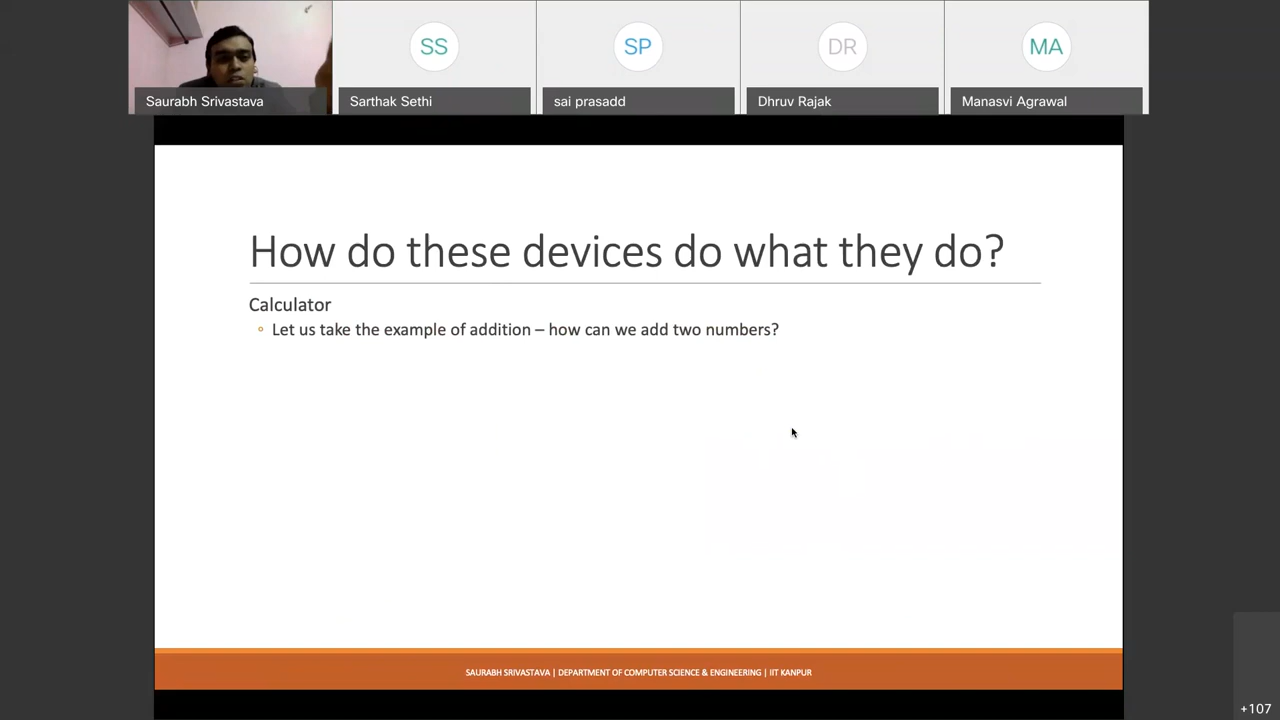 SS
SP
DR
MA
Saurabh Srivastava
Sarthak Sethi
sai prasadd
Dhruv Rajak
Manasvi Agrawal
How do these devices do what they do?
Calculator
Let us take the example of addition – how can we add two numbers?
SAURABH SRIVASTAVA | DEPARTMENT OF COMPUTER SCIENCE & ENGINEERING | IIT KANPUR
+107